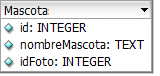 Mascota
id: INTEGER
nombreMascota: TEXT
idFoto: INTEGER